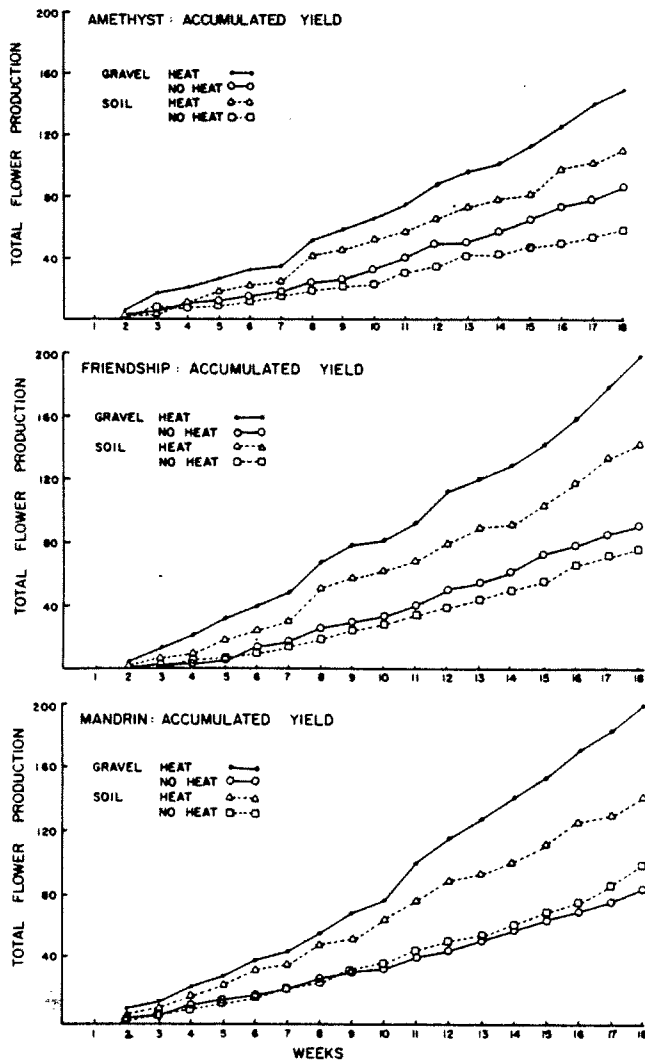 AMETHYST: ACCUMULATED YIELD
GRAVEL HEAT
NO HEAT
SOIL HEAT
NO HEAT
TOTAL FLOWER PRODUCTION
200
160
120
80
40
1 2 3 4 5 6 7 8 9 10 11 12 13 14 15 16 17 18
FRIENDSHIP: ACCUMULATED YIELD
GRAVEL HEAT
NO HEAT
SOIL HEAT
NO HEAT
TOTAL FLOWER PRODUCTION
200
160
120
80
40
1 2 3 4 5 6 7 8 9 10 11 12 13 14 15 16 17 18
MANDRIN: ACCUMULATED YIELD
GRAVEL HEAT
NO HEAT
SOIL HEAT
NO HEAT
TOTAL FLOWER PRODUCTION
200
160
120
80
40
1 2 3 4 5 6 7 8 9 10 11 12 13 14 15 16 17 18
WEEKS